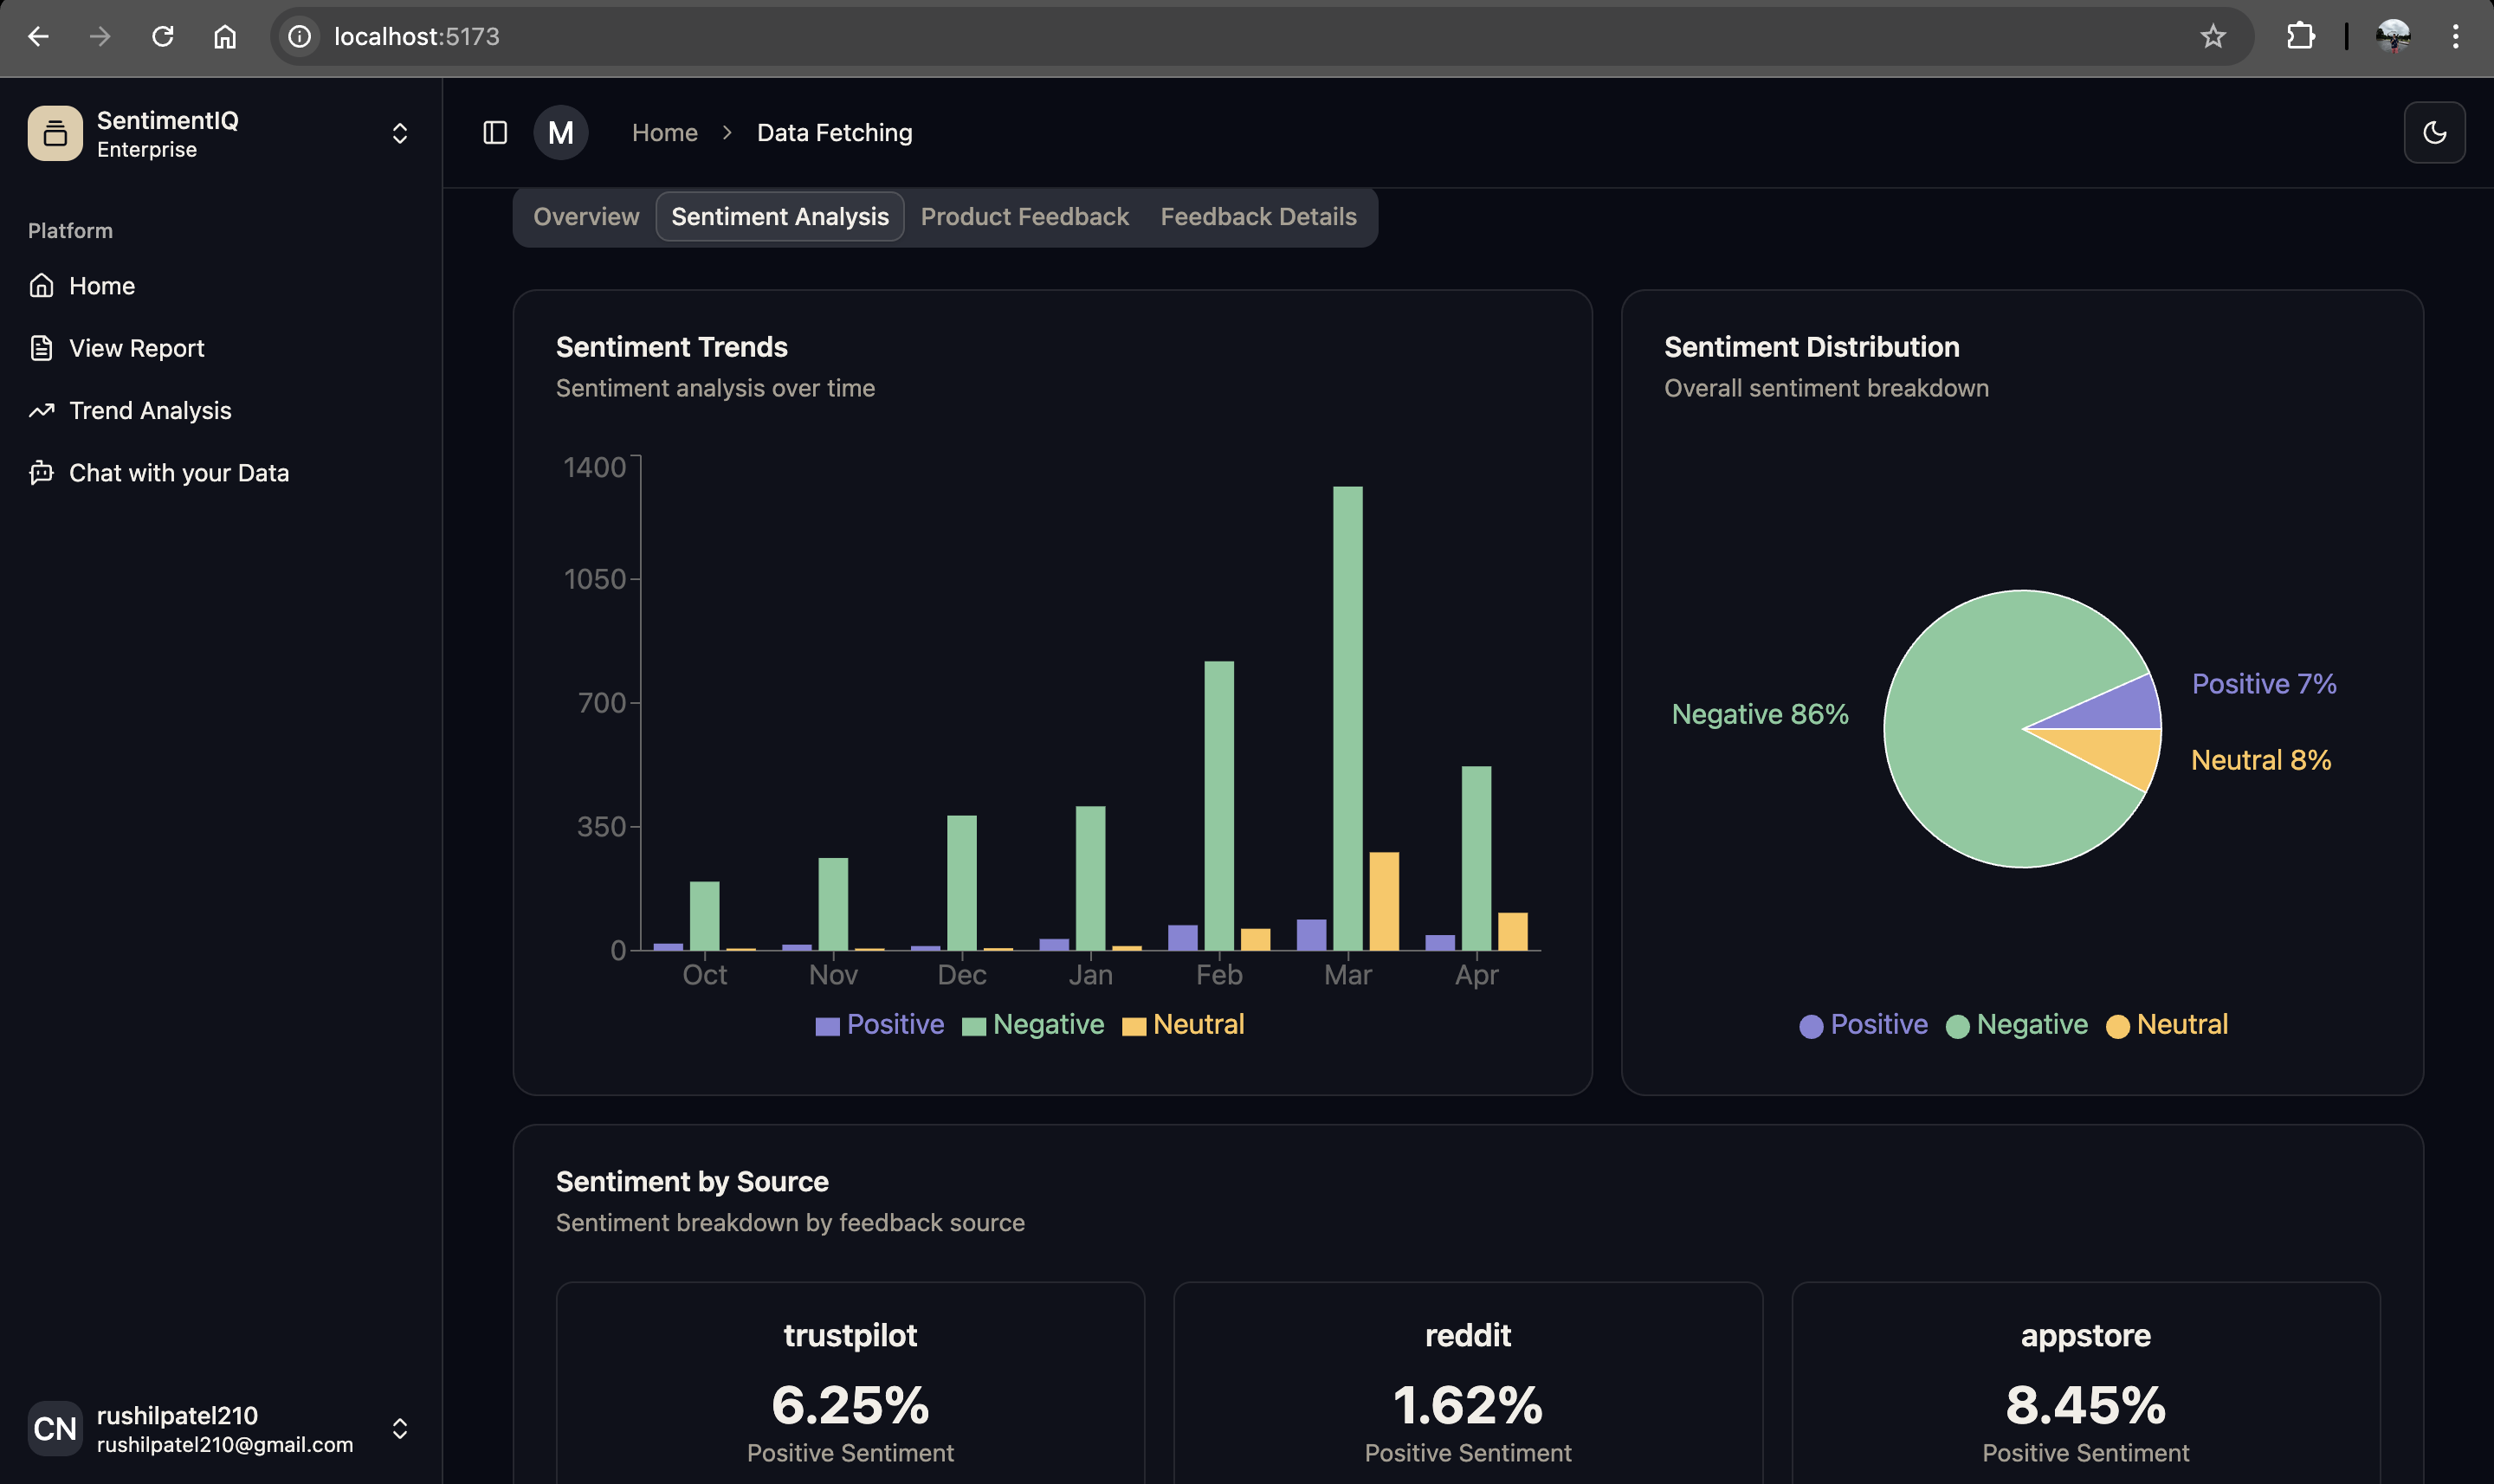 localhost:5173
SentimentIQ
Enterprise
Platform
Home
View Report
Trend Analysis
Chat with your Data
CN
rushilpatel210
rushilpatel210@gmail.com
M
Home > Data Fetching
Overview Sentiment Analysis Product Feedback Feedback Details
Sentiment Trends
Sentiment analysis over time
1400
1050
700
350
0
Oct Nov Dec Jan Feb Mar Apr
Positive Negative Neutral
Sentiment Distribution
Overall sentiment breakdown
Positive 7%
Negative 86%
Neutral 8%
Positive Negative Neutral
Sentiment by Source
Sentiment breakdown by feedback source
trustpilot
6.25%
Positive Sentiment
reddit
1.62%
Positive Sentiment
appstore
8.45%
Positive Sentiment